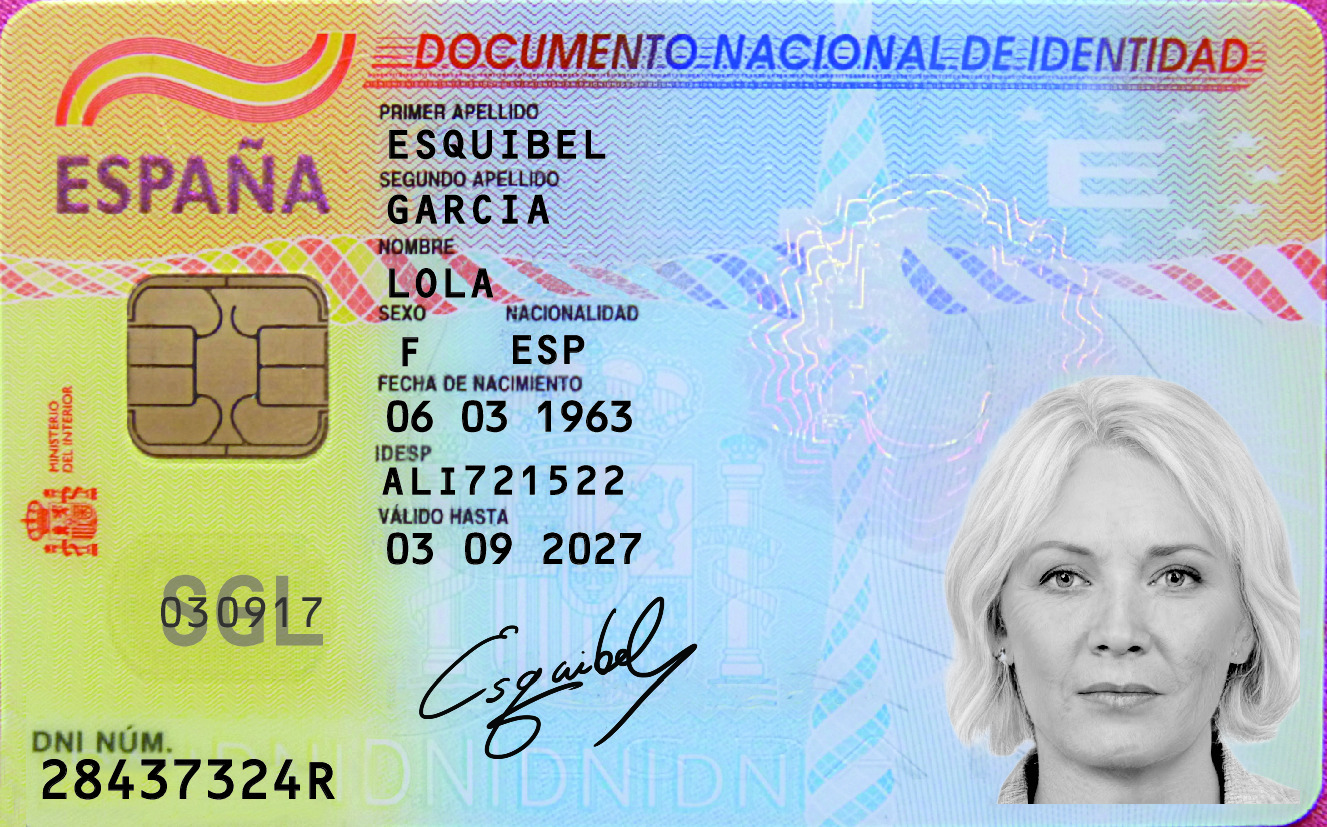 DOCUMENTO NACIONAL DE IDENTIDAD
ESPAÑA
PRIMER APELLIDO
ESQUIBEL
SEGUNDO APELLIDO
GARCIA
NOMBRE
LOLA
SEXO NACIONALIDAD
F ESP
FECHA DE NACIMIENTO
06 03 1963
IDESP
ALI721522
VÁLIDO HASTA
03 09 2027
MINISTERIO
DEL INTERIOR
E
SGL
030917
Esquibel
DNI NÚM.
28437324R
DNIDNIDNIDNI